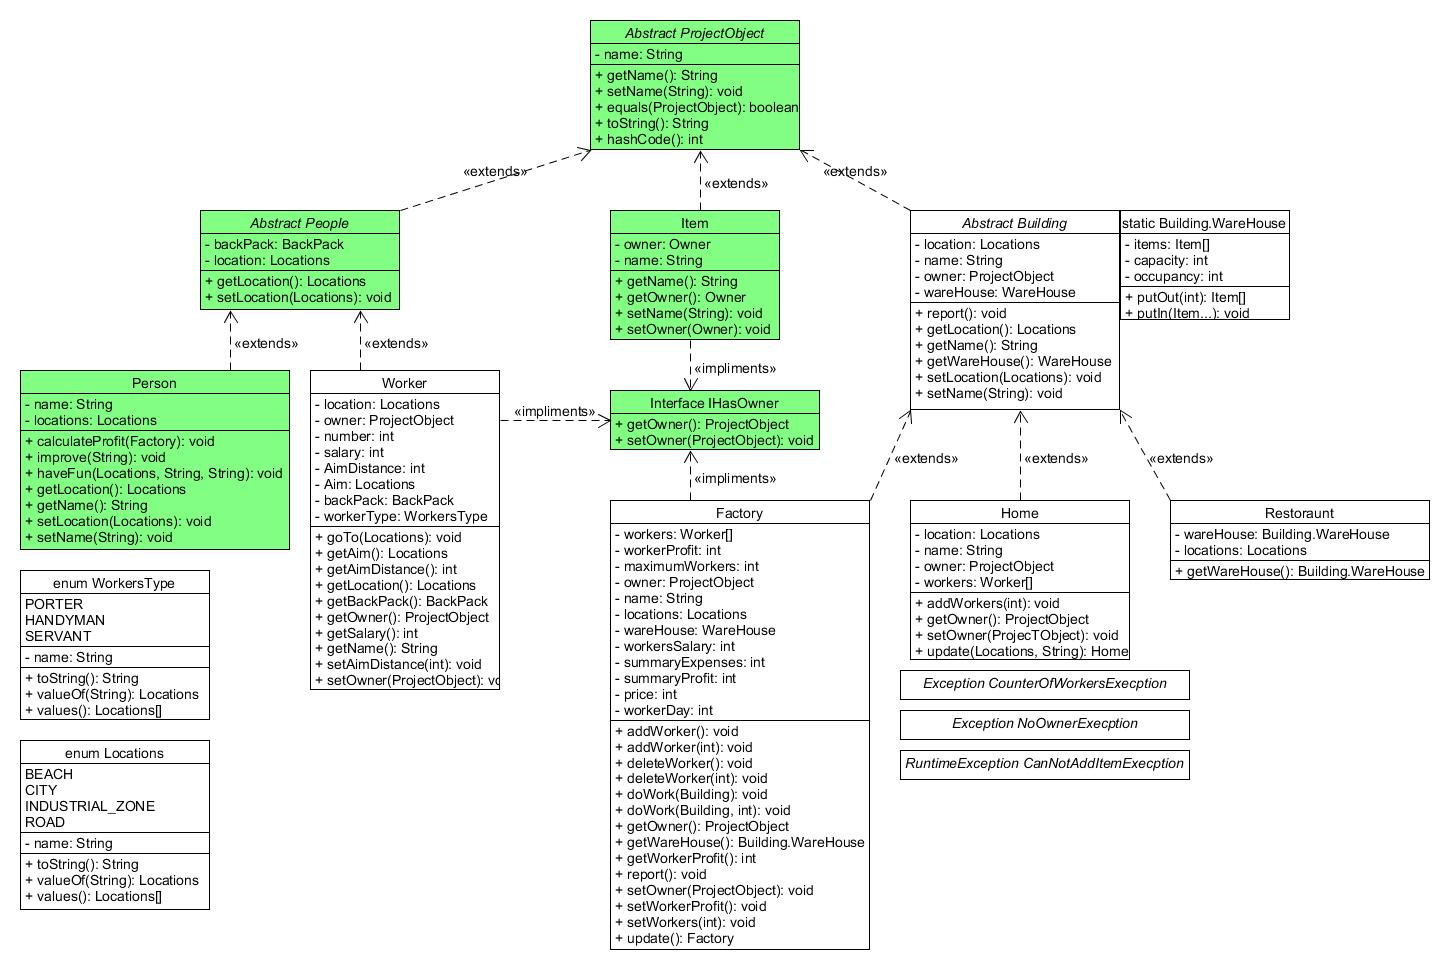 Abstract ProjectObject
- name: String
+ getName(): String
+ setName(String): void
+ equals(ProjectObject): boolean
+ toString(): String
+ hashCode(): int
«extends»
«extends»
«extends»
Abstract People
- backPack: BackPack
- location: Locations
+ getLocation(): Locations
+ setLocation(Locations): void
Item
- owner: Owner
- name: String
+ getName(): String
+ getOwner(): Owner
+ setName(String): void
+ setOwner(Owner): void
Abstract Building
- location: Locations
- name: String
- owner: ProjectObject
- wareHouse: WareHouse
+ report(): void
+ getLocation(): Locations
+ getName(): String
+ getWareHouse(): WareHouse
+ setLocation(Locations): void
+ setName(String): void
static Building.WareHouse
- items: Item[]
- capacity: int
- occupancy: int
+ putOut(int): Item[]
+ putIn(Item...): void
«extends»
«extends»
«impliments»
Person
- name: String
- locations: Locations
+ calculateProfit(Factory): void
+ improve(String): void
+ haveFun(Locations, String, String): void
+ getLocation(): Locations
+ getName(): String
+ setLocation(Locations): void
+ setName(String): void
Worker
- location: Locations
- owner: ProjectObject
- number: int
- salary: int
- AimDistance: int
- Aim: Locations
- backPack: BackPack
- workerType: WorkersType
+ goTo(Locations): void
+ getAim(): Locations
+ getAimDistance(): int
+ getLocation(): Locations
+ getBackPack(): BackPack
+ getOwner(): ProjectObject
+ getSalary(): int
+ getName(): String
+ setAimDistance(int): void
+ setOwner(ProjectObject): vo
«impliments»
Interface IHasOwner
+ getOwner(): ProjectObject
+ setOwner(ProjectObject): void
«impliments»
«extends»
«extends»
«extends»
Factory
- workers: Worker[]
- workerProfit: int
- maximumWorkers: int
- owner: ProjectObject
- name: String
- locations: Locations
- wareHouse: WareHouse
- workersSalary: int
- summaryExpenses: int
- summaryProfit: int
- price: int
- workerDay: int
+ addWorker(): void
+ addWorker(int): void
+ deleteWorker(): void
+ deleteWorker(int): void
+ doWork(Building): void
+ doWork(Building, int): void
+ getOwner(): ProjectObject
+ getWareHouse(): Building.WareHouse
+ getWorkerProfit(): int
+ report(): void
+ setOwner(ProjectObject): void
+ setWorkerProfit(): void
+ setWorkers(int): void
+ update(): Factory
Home
- location: Locations
- name: String
- owner: ProjectObject
- workers: Worker[]
+ addWorkers(int): void
+ getOwner(): ProjectObject
+ setOwner(ProjecTObject): void
+ update(Locations, String): Home
Restoraunt
- wareHouse: Building.WareHouse
- locations: Locations
+ getWareHouse(): Building.WareHouse
enum WorkersType
PORTER
HANDYMAN
SERVANT
- name: String
+ toString(): String
+ valueOf(String): Locations
+ values(): Locations[]
enum Locations
BEACH
CITY
INDUSTRIAL_ZONE
ROAD
- name: String
+ toString(): String
+ valueOf(String): Locations
+ values(): Locations[]
Exception CounterOfWorkersExecption
Exception NoOwnerExecption
RuntimeException CanNotAddItemExecption